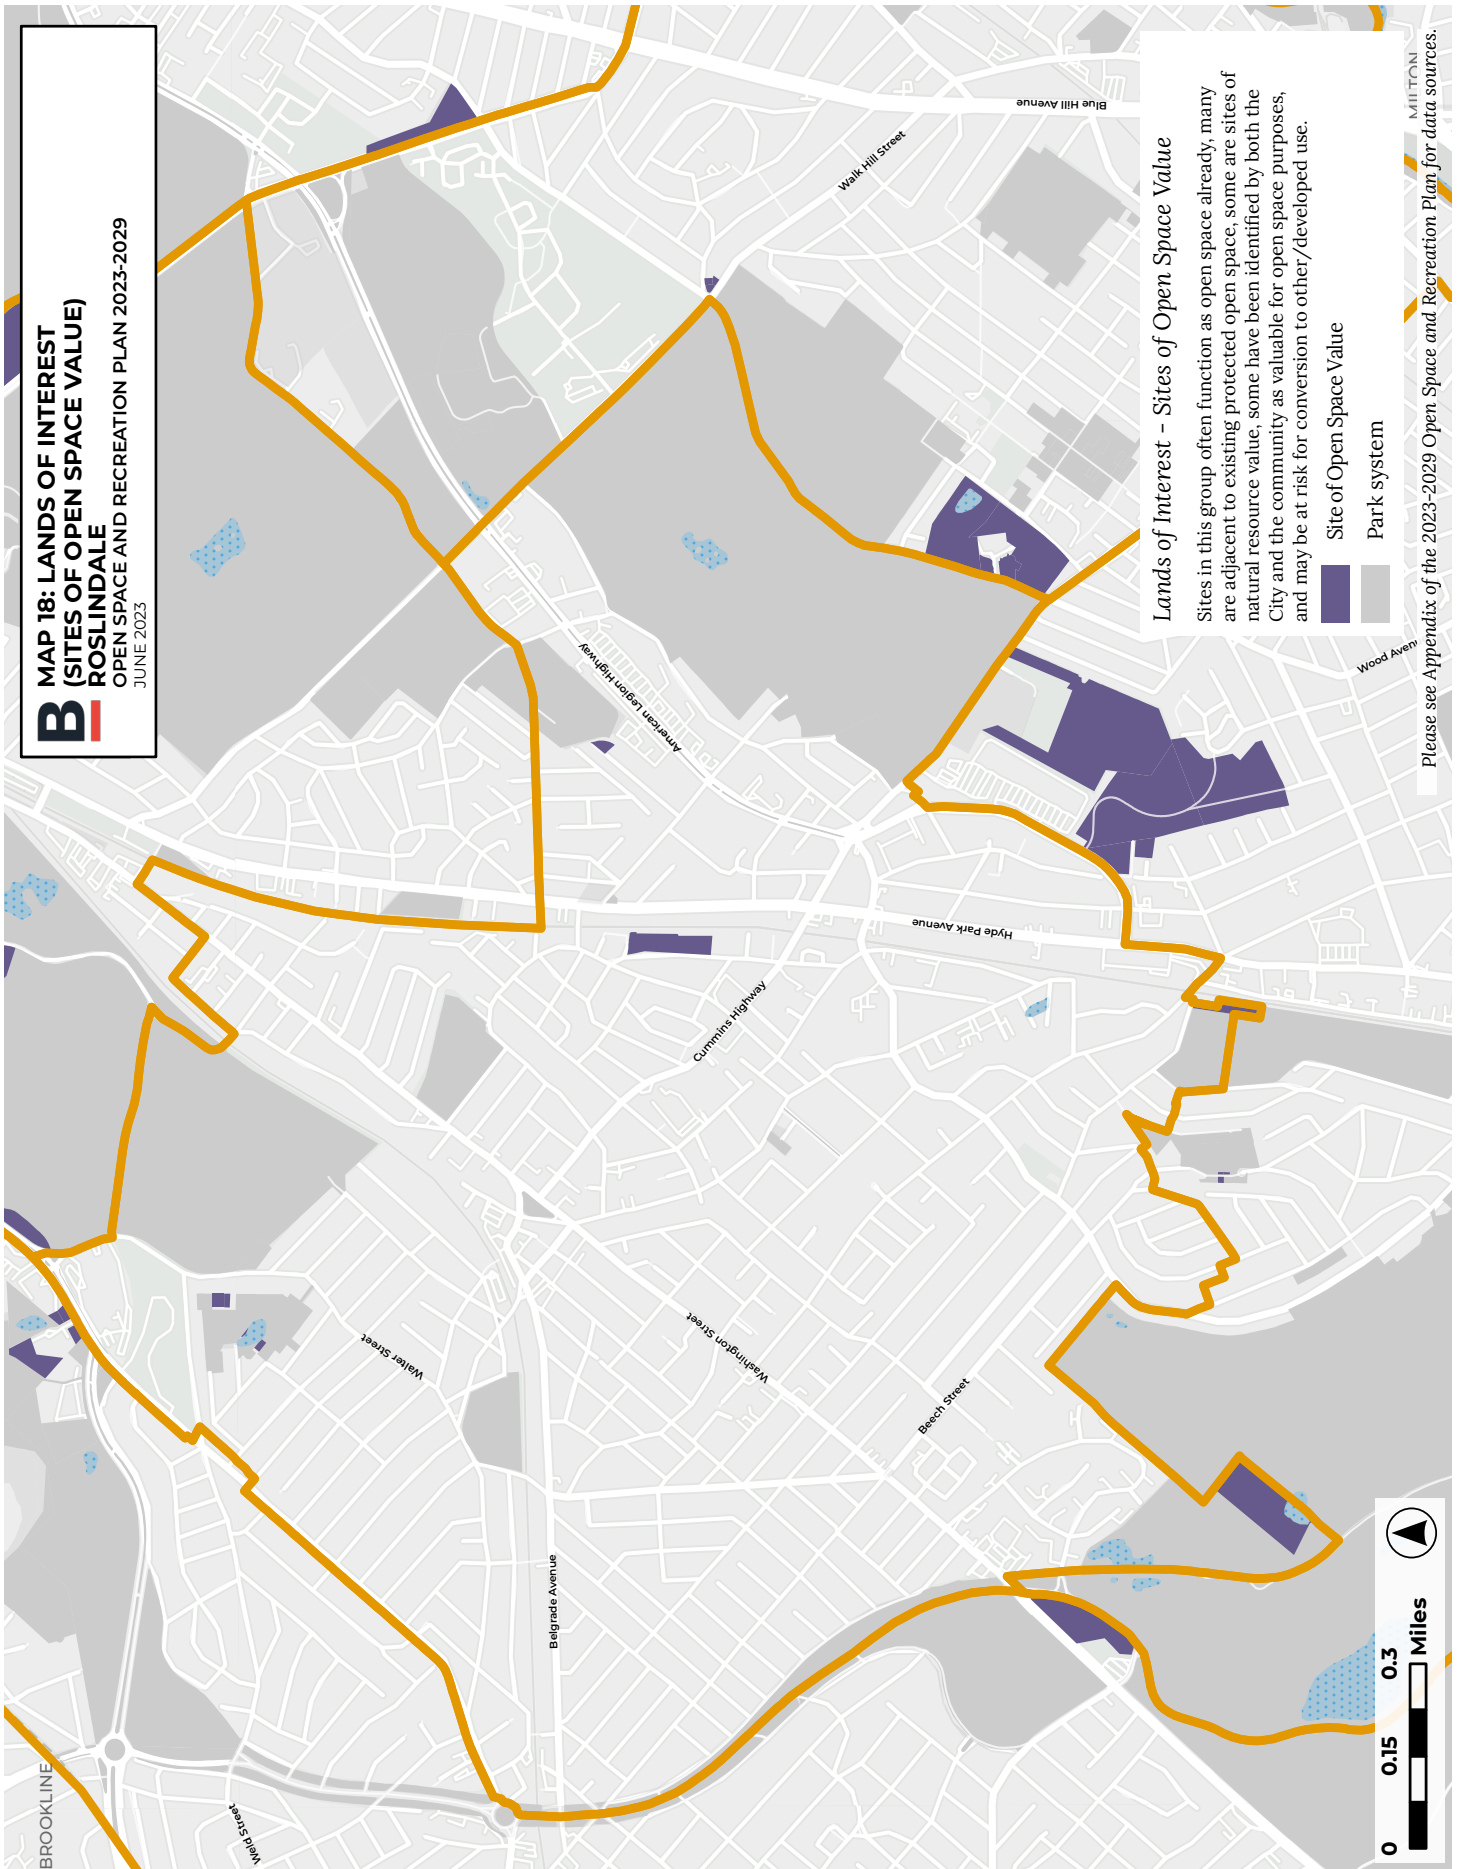 B
MAP 18: LANDS OF INTEREST
(SITES OF OPEN SPACE VALUE)
ROSLINDALE
OPEN SPACE AND RECREATION PLAN 2023-2029
JUNE 2023
BROOKLINE
Weld Street
Walter Street
Belgrade Avenue
Washington Street
Beech Street
Cummins Highway
Hyde Park Avenue
American Legion Highway
Walk Hill Street
Blue Hill Avenue
Wood Avenu
MILTON
Lands of Interest - Sites of Open Space Value
Sites in this group often function as open space already, many
are adjacent to existing protected open space, some are sites of
natural resource value, some have been identified by both the
City and the community as valuable for open space purposes,
and may be at risk for conversion to other/developed use.
Site of Open Space Value
Park system
0 0.15 0.3
Miles
Please see Appendix of the 2023-2029 Open Space and Recreation Plan for data sources.